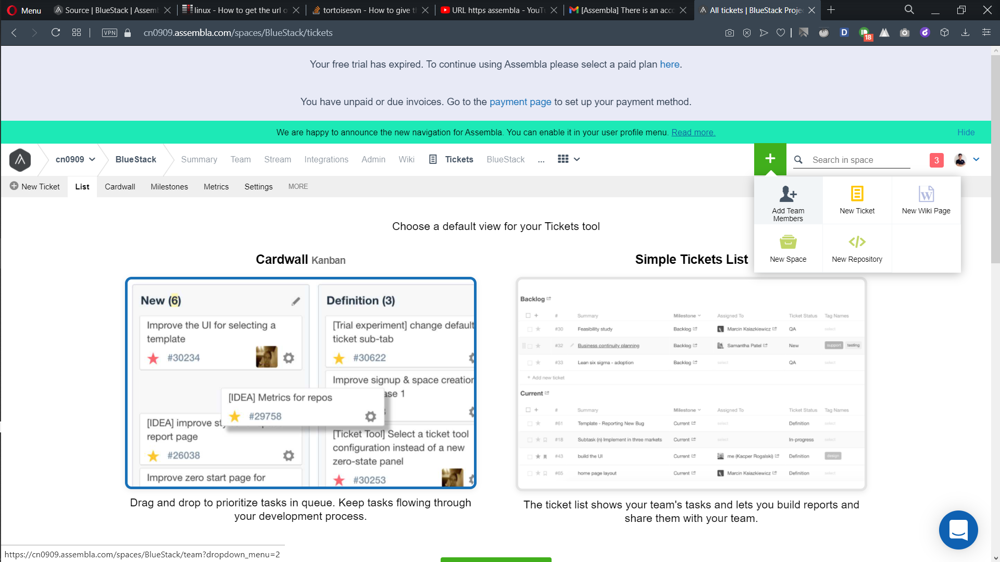 Menu
Source | BlueStack | Assem
linux - How to get the url o
tortoisesvn - How to give t
URL https assembla - YouTu
[Assembla] There is an acco
All tickets | BlueStack Proje
VPN
cn0909.assembla.com/spaces/BlueStack/tickets
D
18
Your free trial has expired. To continue using Assembla please select a paid plan here.
You have unpaid or due invoices. Go to the payment page to set up your payment method.
We are happy to announce the new navigation for Assembla. You can enable it in your user profile menu. Read more.
Hide
cn0909
BlueStack
Summary
Team
Stream
Integrations
Admin
Wiki
Tickets
BlueStack
...
Search in space
3
New Ticket
List
Cardwall
Milestones
Metrics
Settings
MORE
Add Team
Members
New Ticket
New Wiki Page
New Space
New Repository
Choose a default view for your Tickets tool
Cardwall Kanban
New (6)
Improve the UI for selecting a
template
#30234
[IDEA] Metrics for repos
#29758
[IDEA] improve st
report page
#26038
Improve zero start page for
Definition (3)
[Trial experiment] change default
ticket sub-tab
#30622
Improve signup & space creation
ase 1
[Ticket Tool] Select a ticket tool
configuration instead of a new
zero-state panel
#30253
Drag and drop to prioritize tasks in queue. Keep tasks flowing through
your development process.
Simple Tickets List
Backlog
# Summary Milestone Assigned To Ticket Status Tag Names
#30 Feasibility study Backlog Marcin Ksiazkiewicz QA select
#32 Business continuity planning Backlog Samantha Patel New support testing
#33 Lean six sigma - adoption Backlog select QA select
+ Add new ticket
Current
# Summary Milestone Assigned To Ticket Status Tag Names
#61 Template - Reporting New Bug Current select Definition select
#18 Subtask (n) Implement in three markets Current select In-progress select
#43 build the UI Current me (Kacper Rogalski) Definition design
#65 home page layout Current Marcin Ksiazkiewicz Definition select
The ticket list shows your team's tasks and lets you build reports and
share them with your team.
https://cn0909.assembla.com/spaces/BlueStack/team?dropdown_menu=2